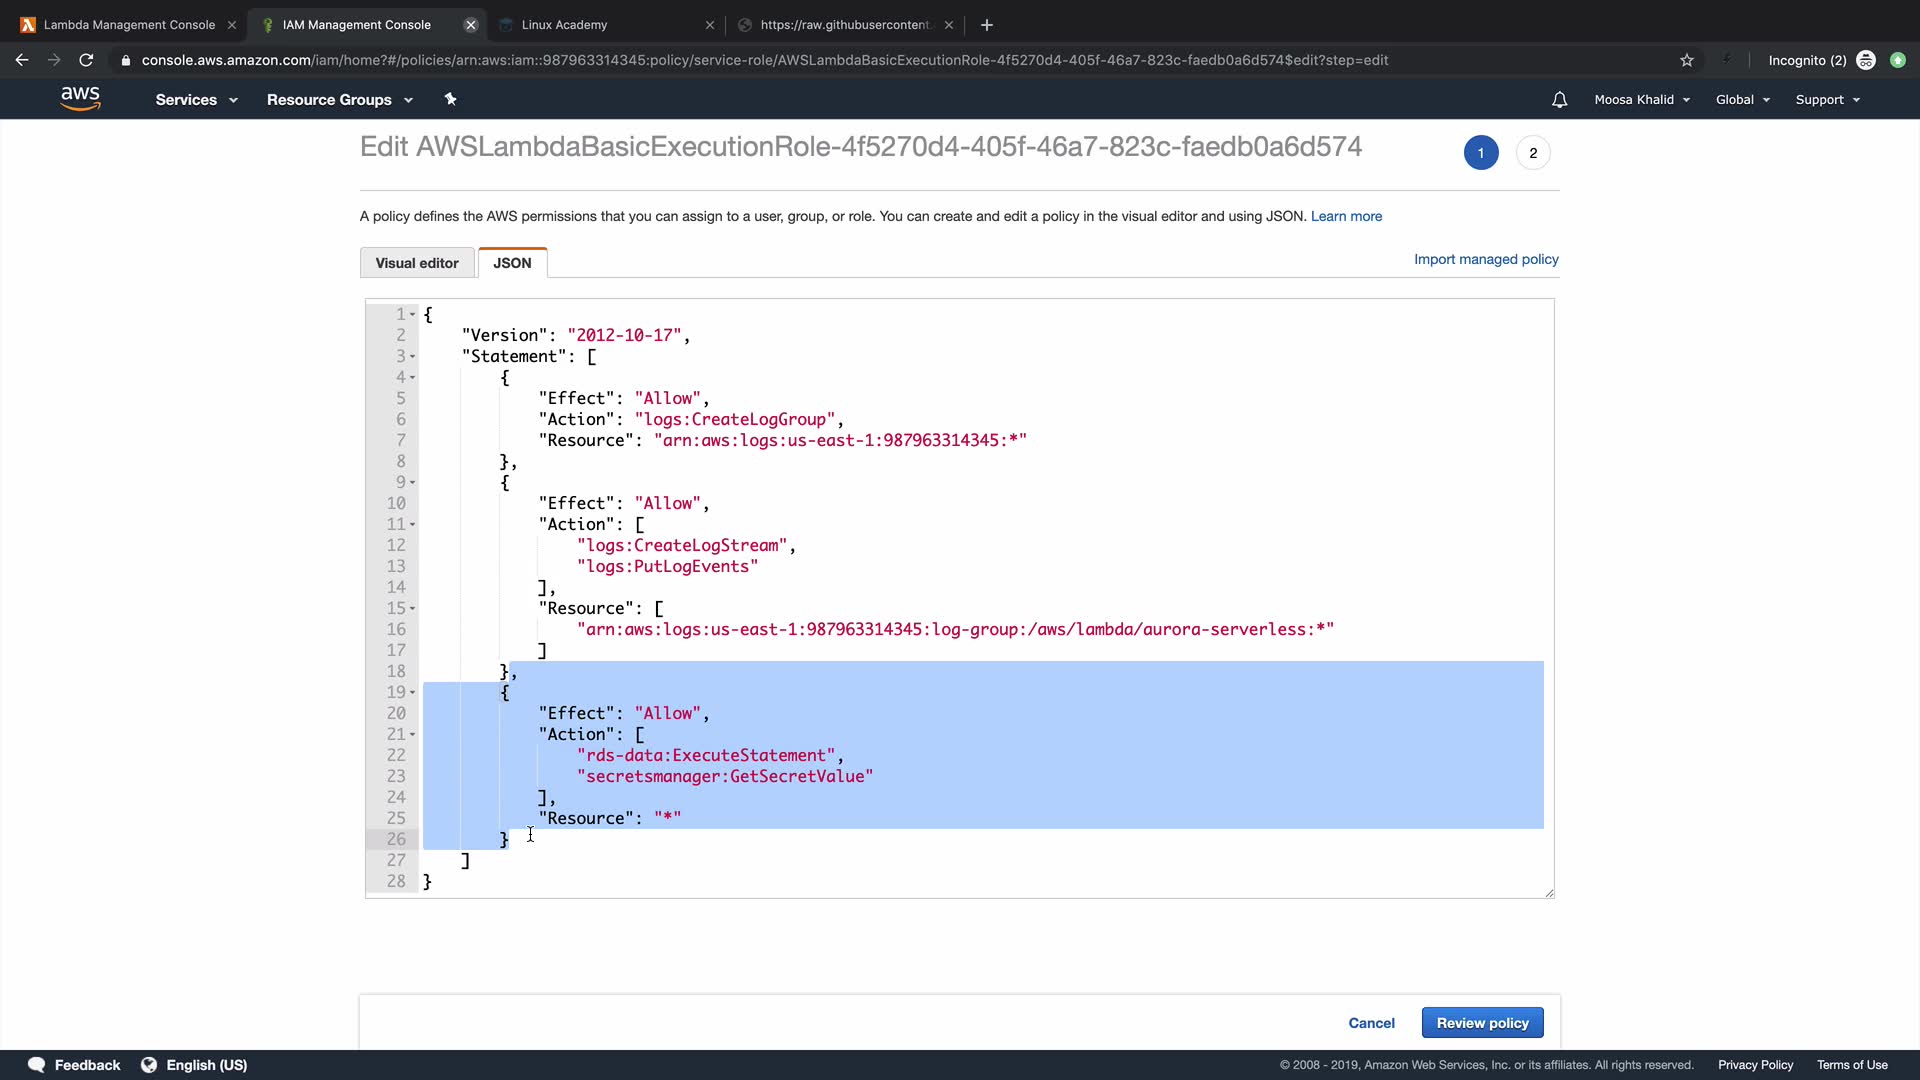 Lambda Management Console
IAM Management Console
Linux Academy
https://raw.githubusercontent.
console.aws.amazon.com/iam/home?#/policies/arn:aws:iam::987963314345:policy/service-role/AWSLambdaBasicExecutionRole-4f5270d4-405f-46a7-823c-faedb0a6d574$edit?step=edit
Incognito (2)
aws
Services
Resource Groups
Moosa Khalid
Global
Support
Edit AWSLambdaBasicExecutionRole-4f5270d4-405f-46a7-823c-faedb0a6d574
1
2
A policy defines the AWS permissions that you can assign to a user, group, or role. You can create and edit a policy in the visual editor and using JSON. Learn more
Visual editor
JSON
Import managed policy
1 {
2 "Version": "2012-10-17",
3 "Statement": [
4 {
5 "Effect": "Allow",
6 "Action": "logs:CreateLogGroup",
7 "Resource": "arn:aws:logs:us-east-1:987963314345:*"
8 },
9 {
10 "Effect": "Allow",
11 "Action": [
12 "logs:CreateLogStream",
13 "logs:PutLogEvents"
14 ],
15 "Resource": [
16 "arn:aws:logs:us-east-1:987963314345:log-group:/aws/lambda/aurora-serverless:*"
17 ]
18 },
19 {
20 "Effect": "Allow",
21 "Action": [
22 "rds-data:ExecuteStatement",
23 "secretsmanager:GetSecretValue"
24 ],
25 "Resource": "*"
26 }
27 ]
28 }
Cancel
Review policy
Feedback
English (US)
© 2008 - 2019, Amazon Web Services, Inc. or its affiliates. All rights reserved.
Privacy Policy
Terms of Use